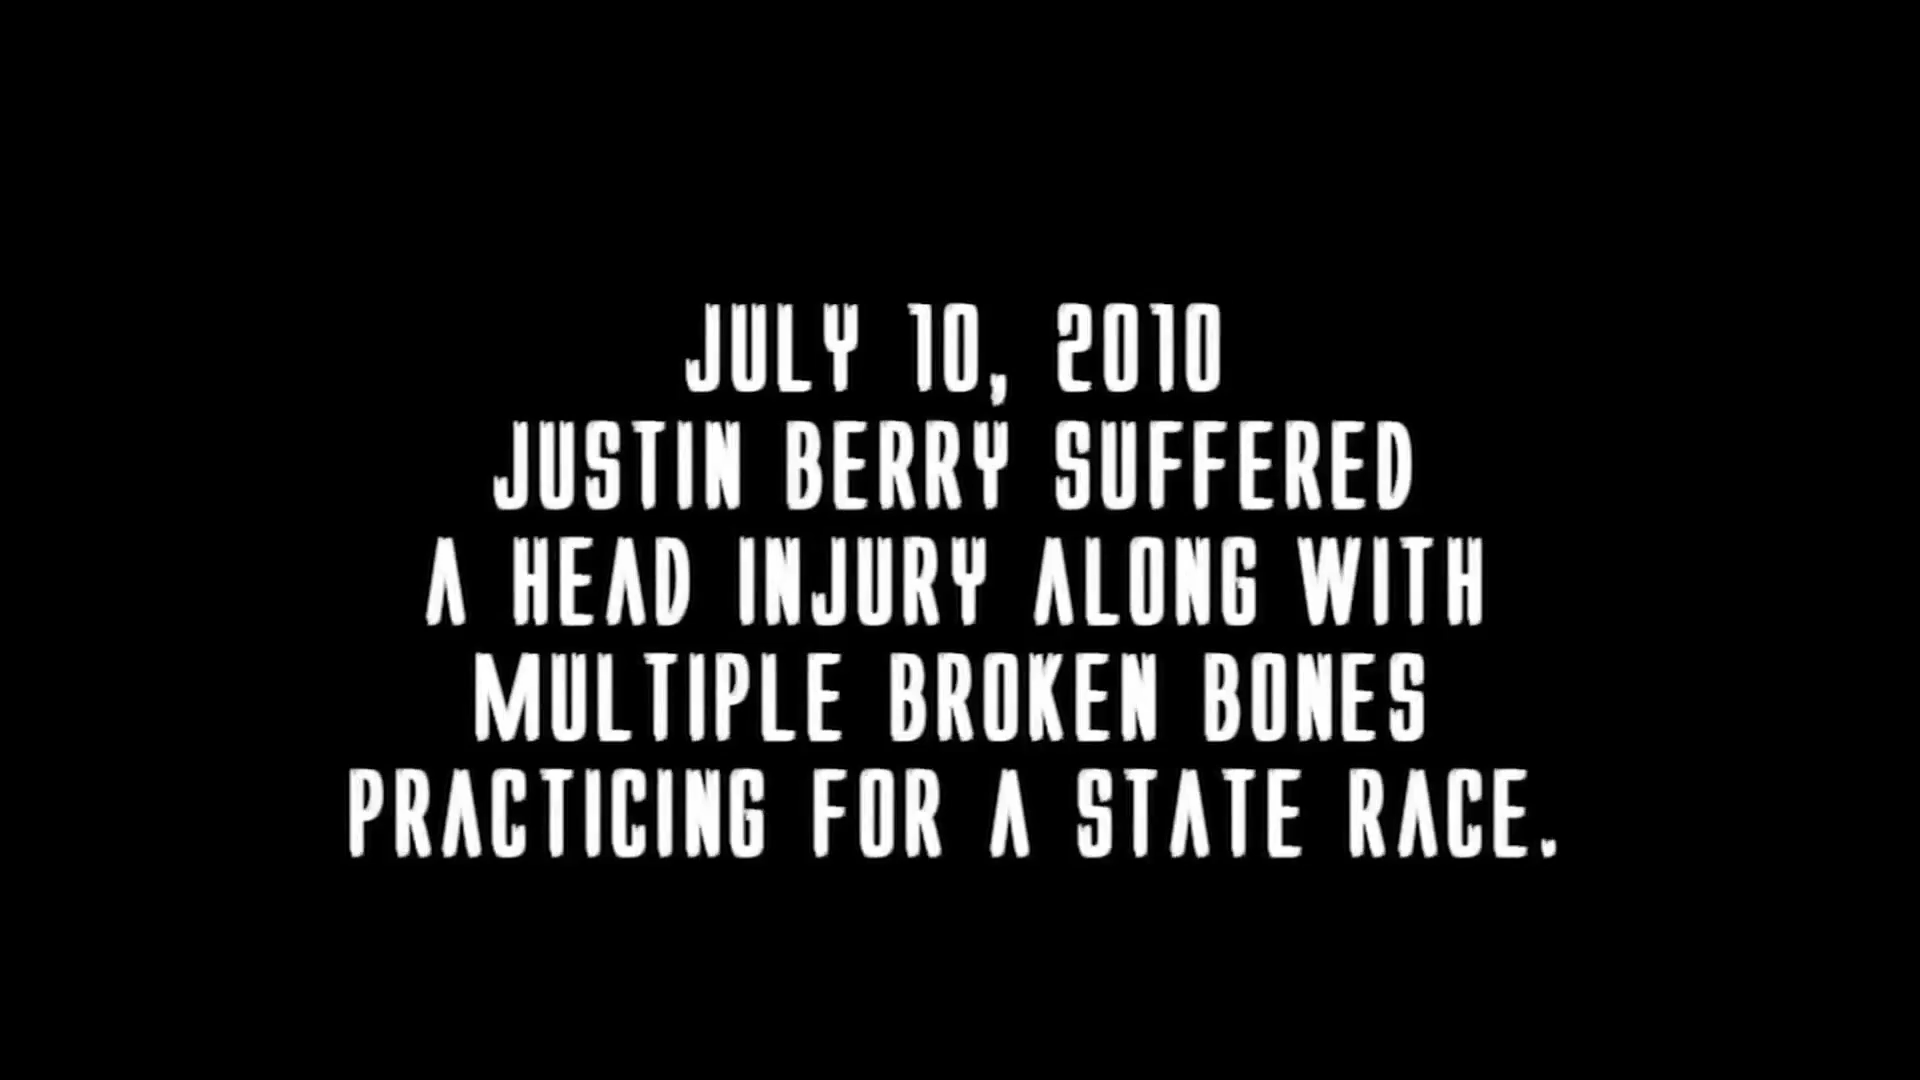 JULY 10, 2010
JUSTIN BERRY SUFFERED
A HEAD INJURY ALONG WITH
MULTIPLE BROKEN BONES
PRACTICING FOR A STATE RACE.